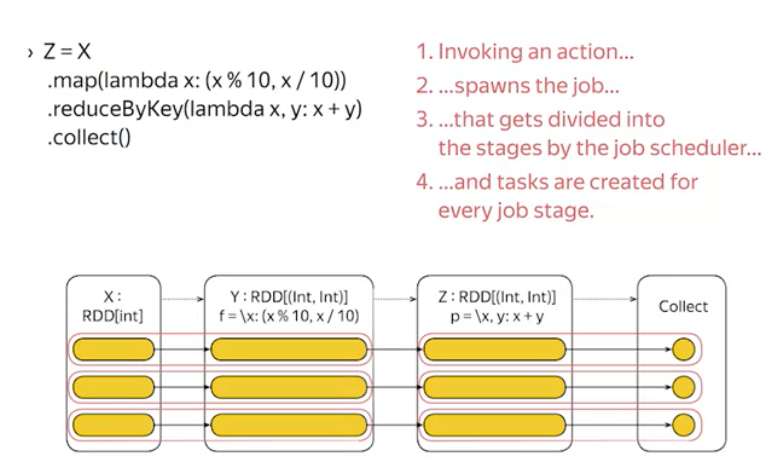 › Z = X
.map(lambda x: (x % 10, x / 10))
.reduceByKey(lambda x, y: x + y)
.collect()
1. Invoking an action...
2. ...spawns the job...
3. ...that gets divided into
the stages by the job scheduler...
4. ...and tasks are created for
every job stage.
X :
RDD[int]
Y : RDD[(Int, Int)]
f = \x: (x % 10, x / 10)
Z : RDD[(Int, Int)]
p = \x, y: x + y
Collect